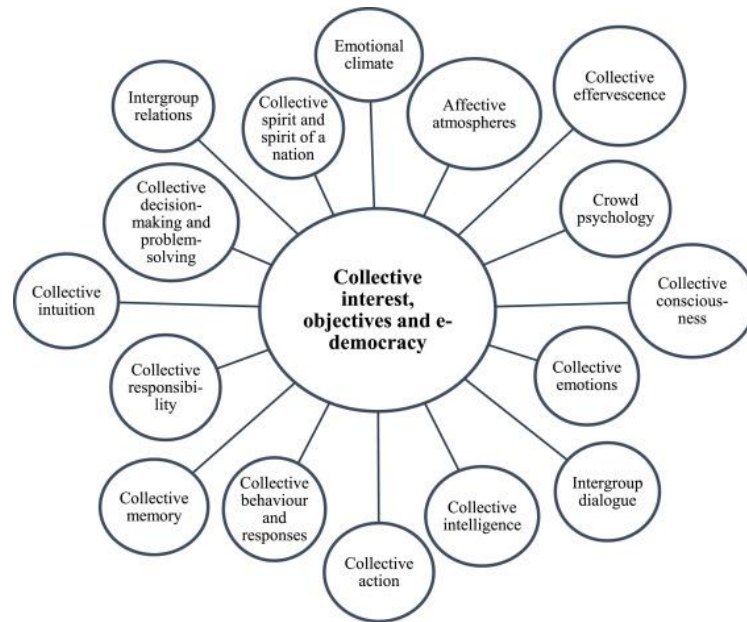 Emotional
climate
Collective
effervescence
Affective
atmospheres
Intergroup
relations
Collective
spirit and
spirit of a
nation
Crowd
psychology
Collective
decision-
making and
problem-
solving
Collective
interest,
objectives and e-
democracy
Collective
conscious-
ness
Collective
intuition
Collective
emotions
Collective
responsibi-
lity
Intergroup
dialogue
Collective
memory
Collective
behaviour
and
responses
Collective
intelligence
Collective
action